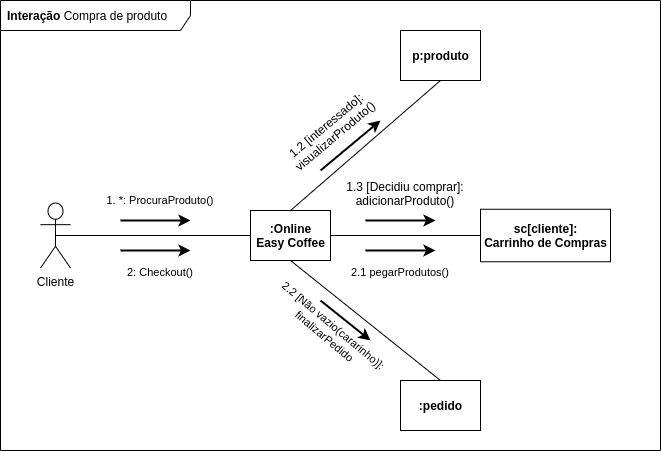 Interação Compra de produto
p:produto
1.2 [interessado]:
visualizarProduto()
1. *: ProcuraProduto()
1.3 [Decidiu comprar]:
adicionarProduto()
:Online
Easy Coffee
sc[cliente]:
Carrinho de Compras
Cliente
2: Checkout()
2.1 pegarProdutos()
2.2 [Não vazio(cararinho)]:
finalizarPedido
:pedido